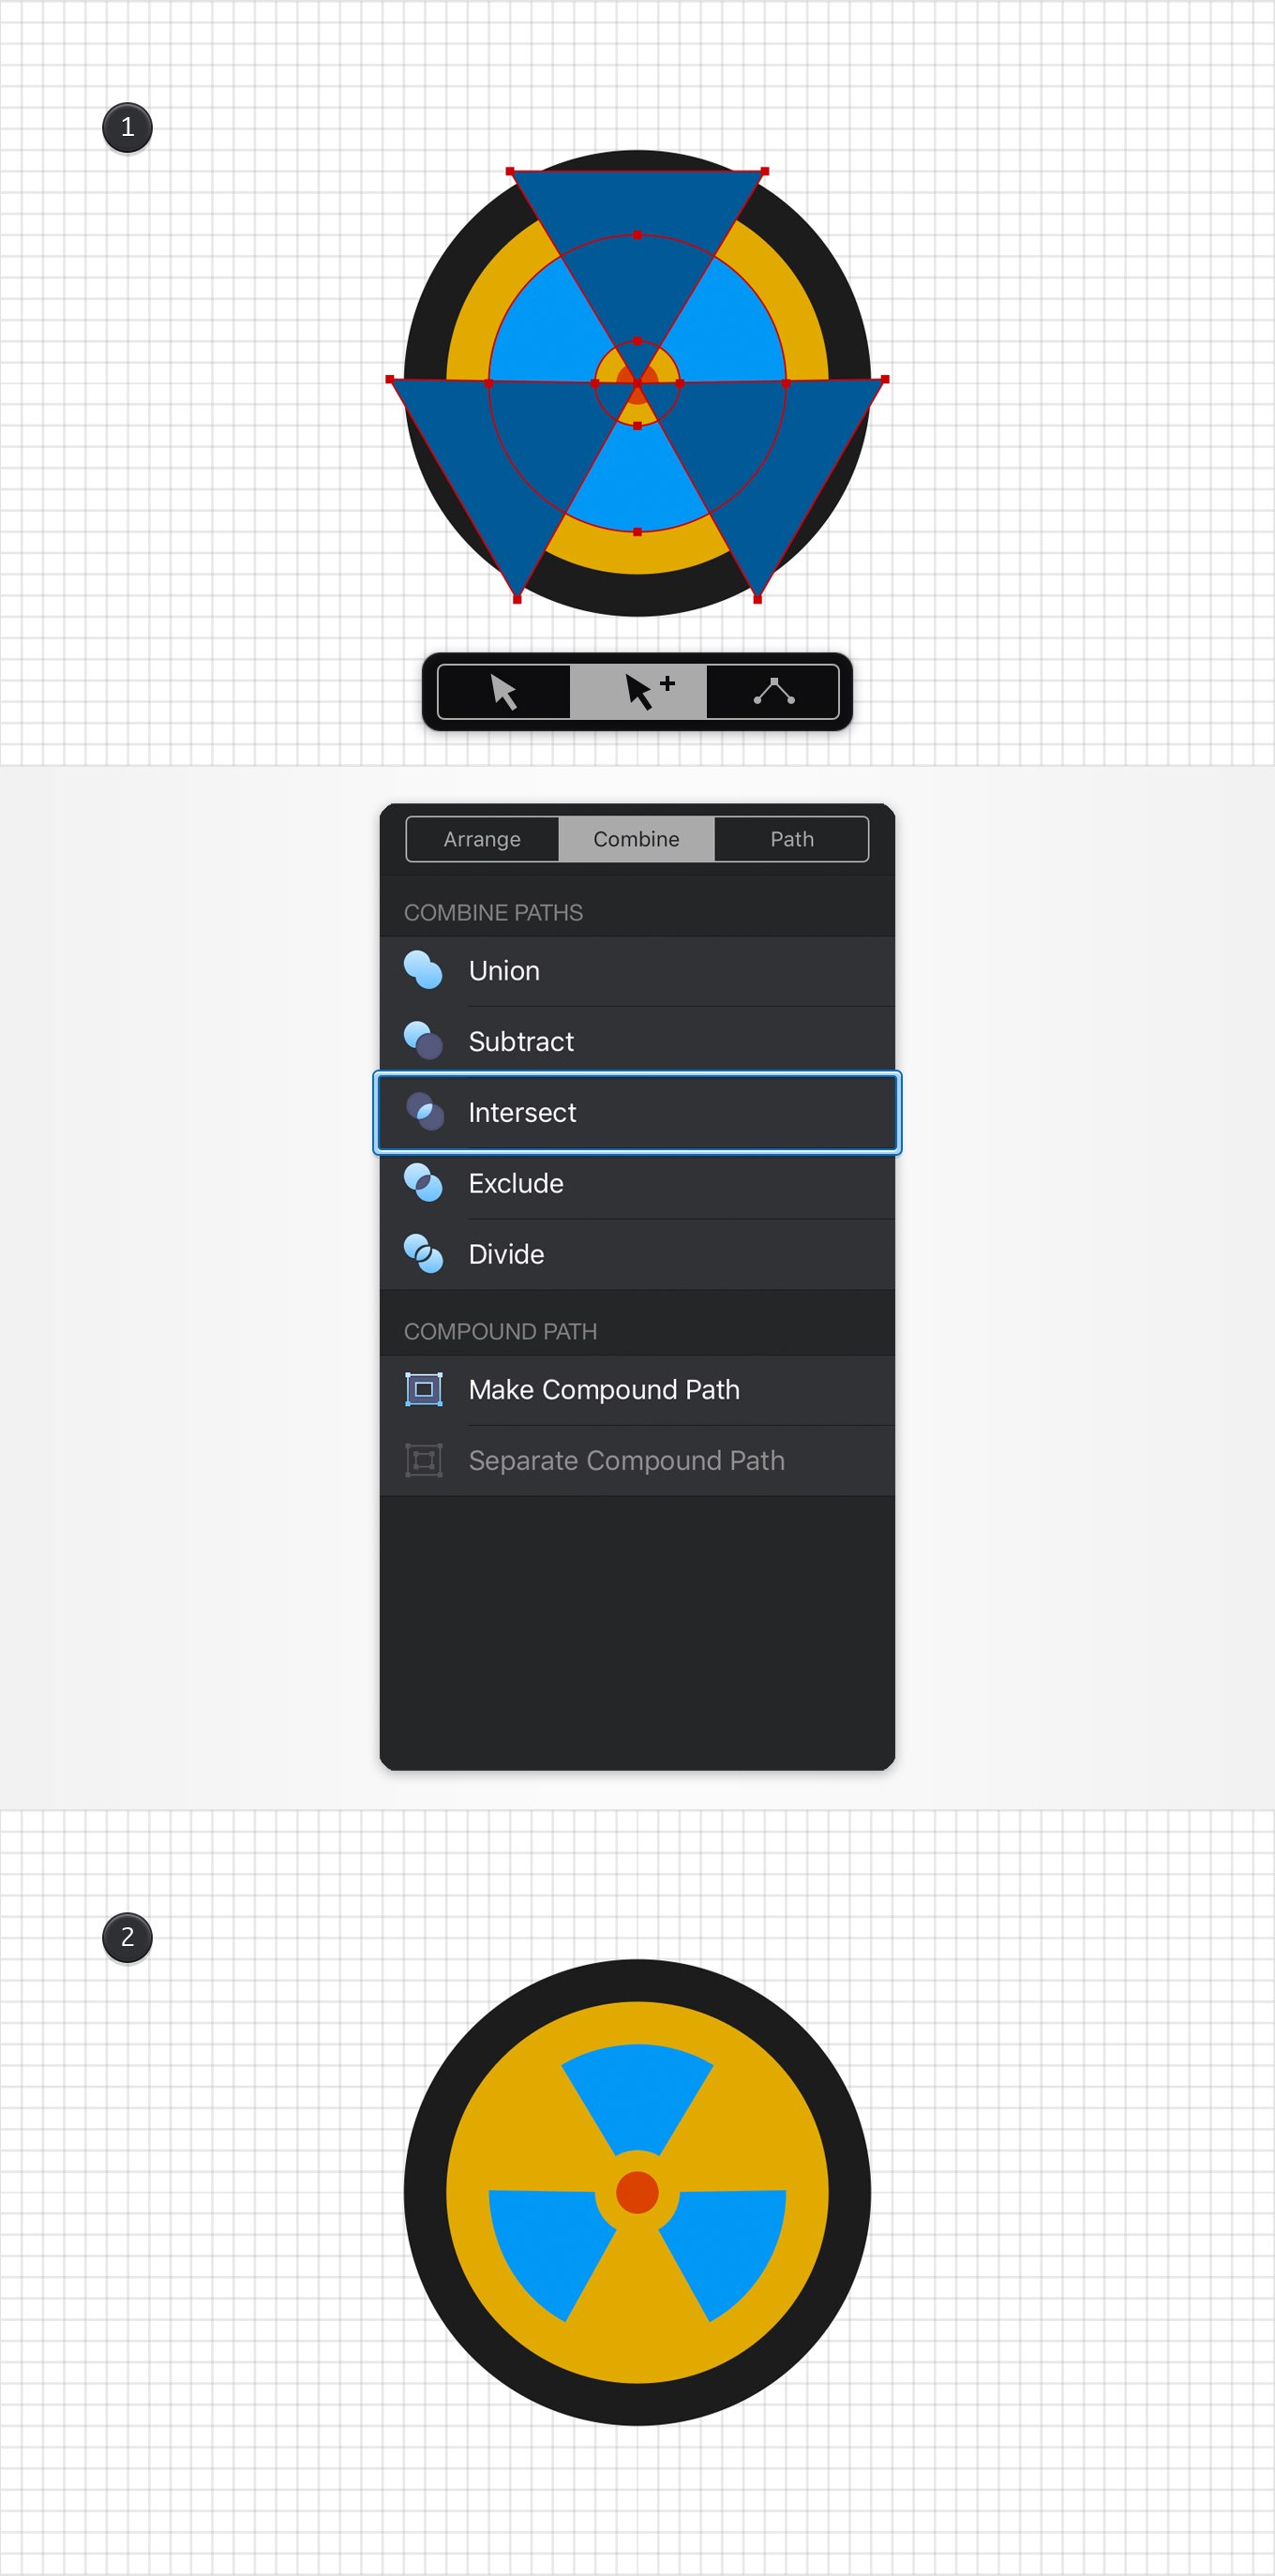 1
Arrange Combine Path
COMBINE PATHS
Union
Subtract
Intersect
Exclude
Divide
COMPOUND PATH
Make Compound Path
Separate Compound Path
2